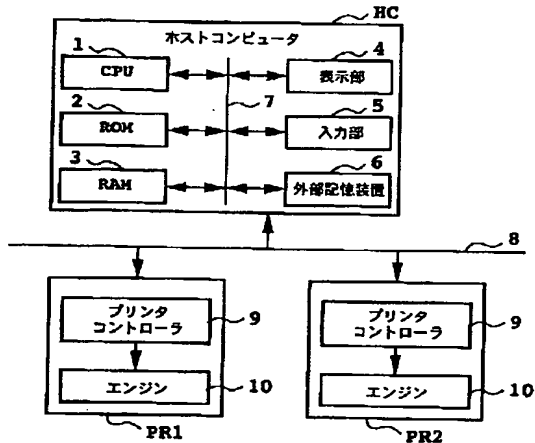 HC
ホストコンピュータ
1
CPU
4
表示部
7
2
ROM
5
入力部
3
RAM
6
外部記憶装置
8
プリンタ
コントローラ
9
エンジン
10
PR1
プリンタ
コントローラ
9
エンジン
10
PR2